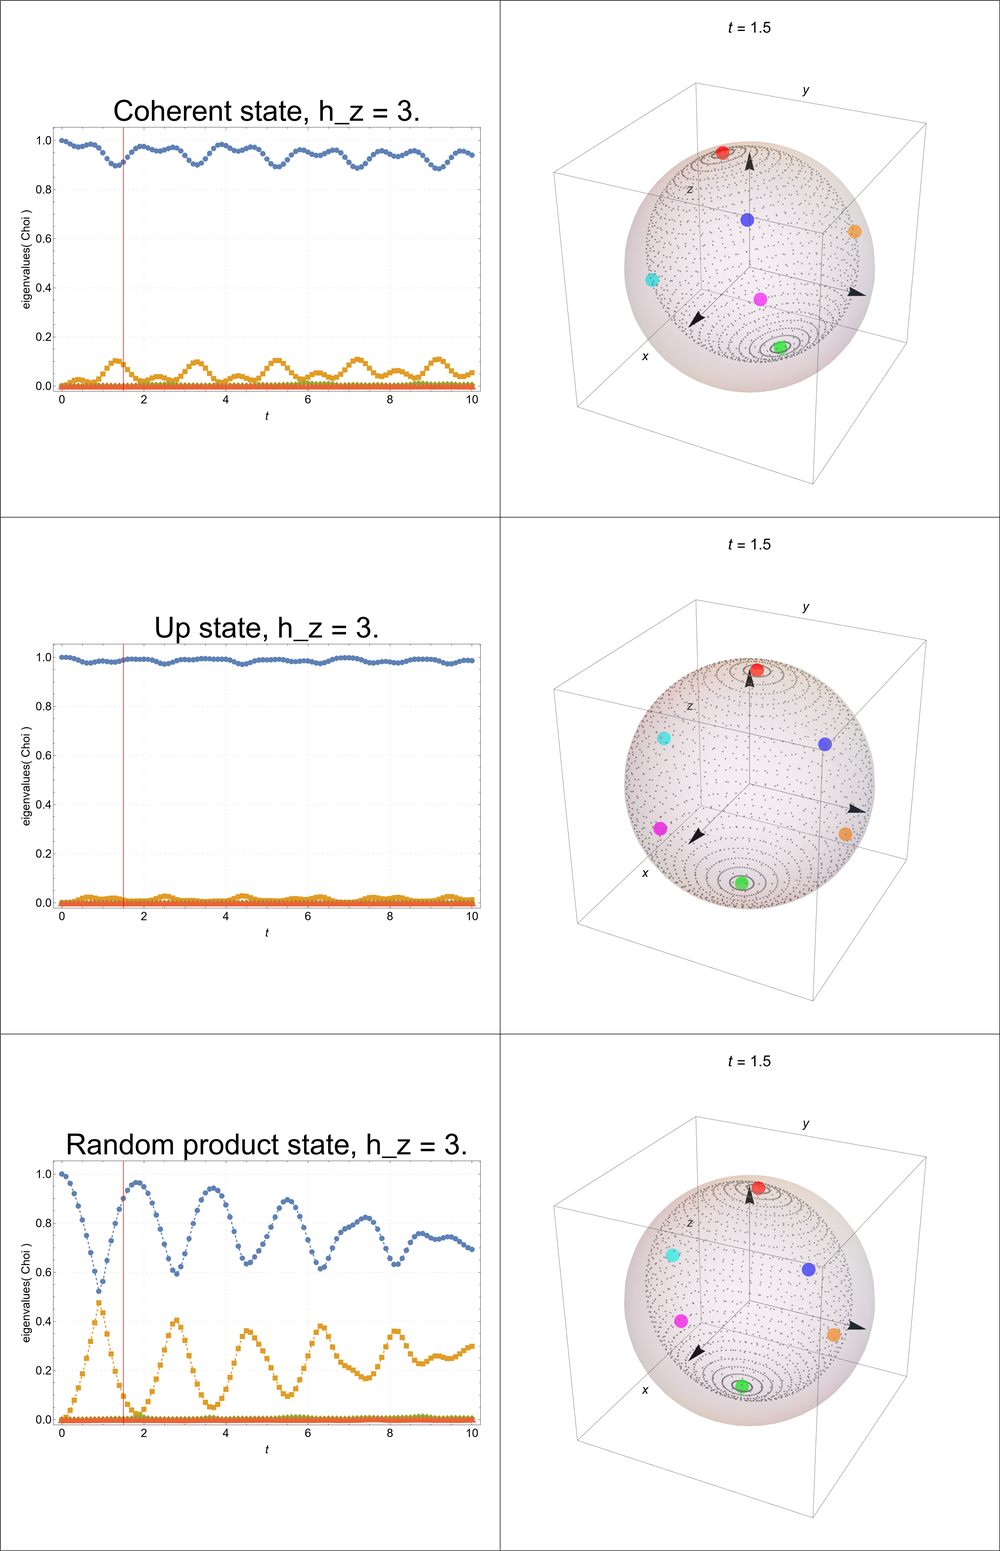 t = 1.5
Coherent state, h_z = 3.
y
z
x
eigenvalues( Choi )
1.0
0.8
0.6
0.4
0.2
0.0
0 2 4 6 8 10
t
t = 1.5
Up state, h_z = 3.
y
z
x
eigenvalues( Choi )
1.0
0.8
0.6
0.4
0.2
0.0
0 2 4 6 8 10
t
t = 1.5
Random product state, h_z = 3.
y
z
x
eigenvalues( Choi )
1.0
0.8
0.6
0.4
0.2
0.0
0 2 4 6 8 10
t